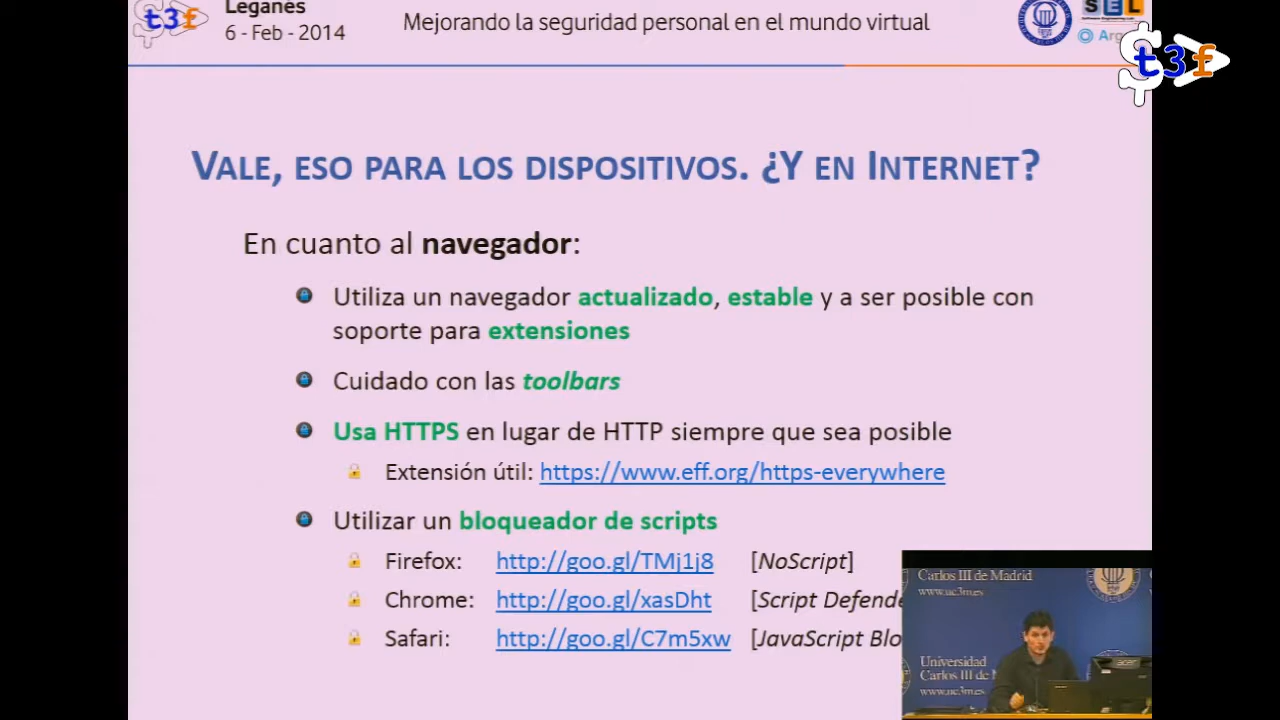 t3f
Leganés
6 - Feb - 2014
Mejorando la seguridad personal en el mundo virtual
SEL
t3f
VALE, ESO PARA LOS DISPOSITIVOS. ¿Y EN INTERNET?
En cuanto al navegador:
Utiliza un navegador actualizado, estable y a ser posible con
soporte para extensiones
Cuidado con las toolbars
Usa HTTPS en lugar de HTTP siempre que sea posible
Extensión útil: https://www.eff.org/https-everywhere
Utilizar un bloqueador de scripts
Firefox: http://goo.gl/TMj1j8 [NoScript]
Chrome: http://goo.gl/xasDht [Script Defende
Safari: http://goo.gl/C7m5xw [JavaScript Blo
Carlos III de Madrid
www.uc3m.es
Universidad
Carlos III de M
www.uc3m.es
acer